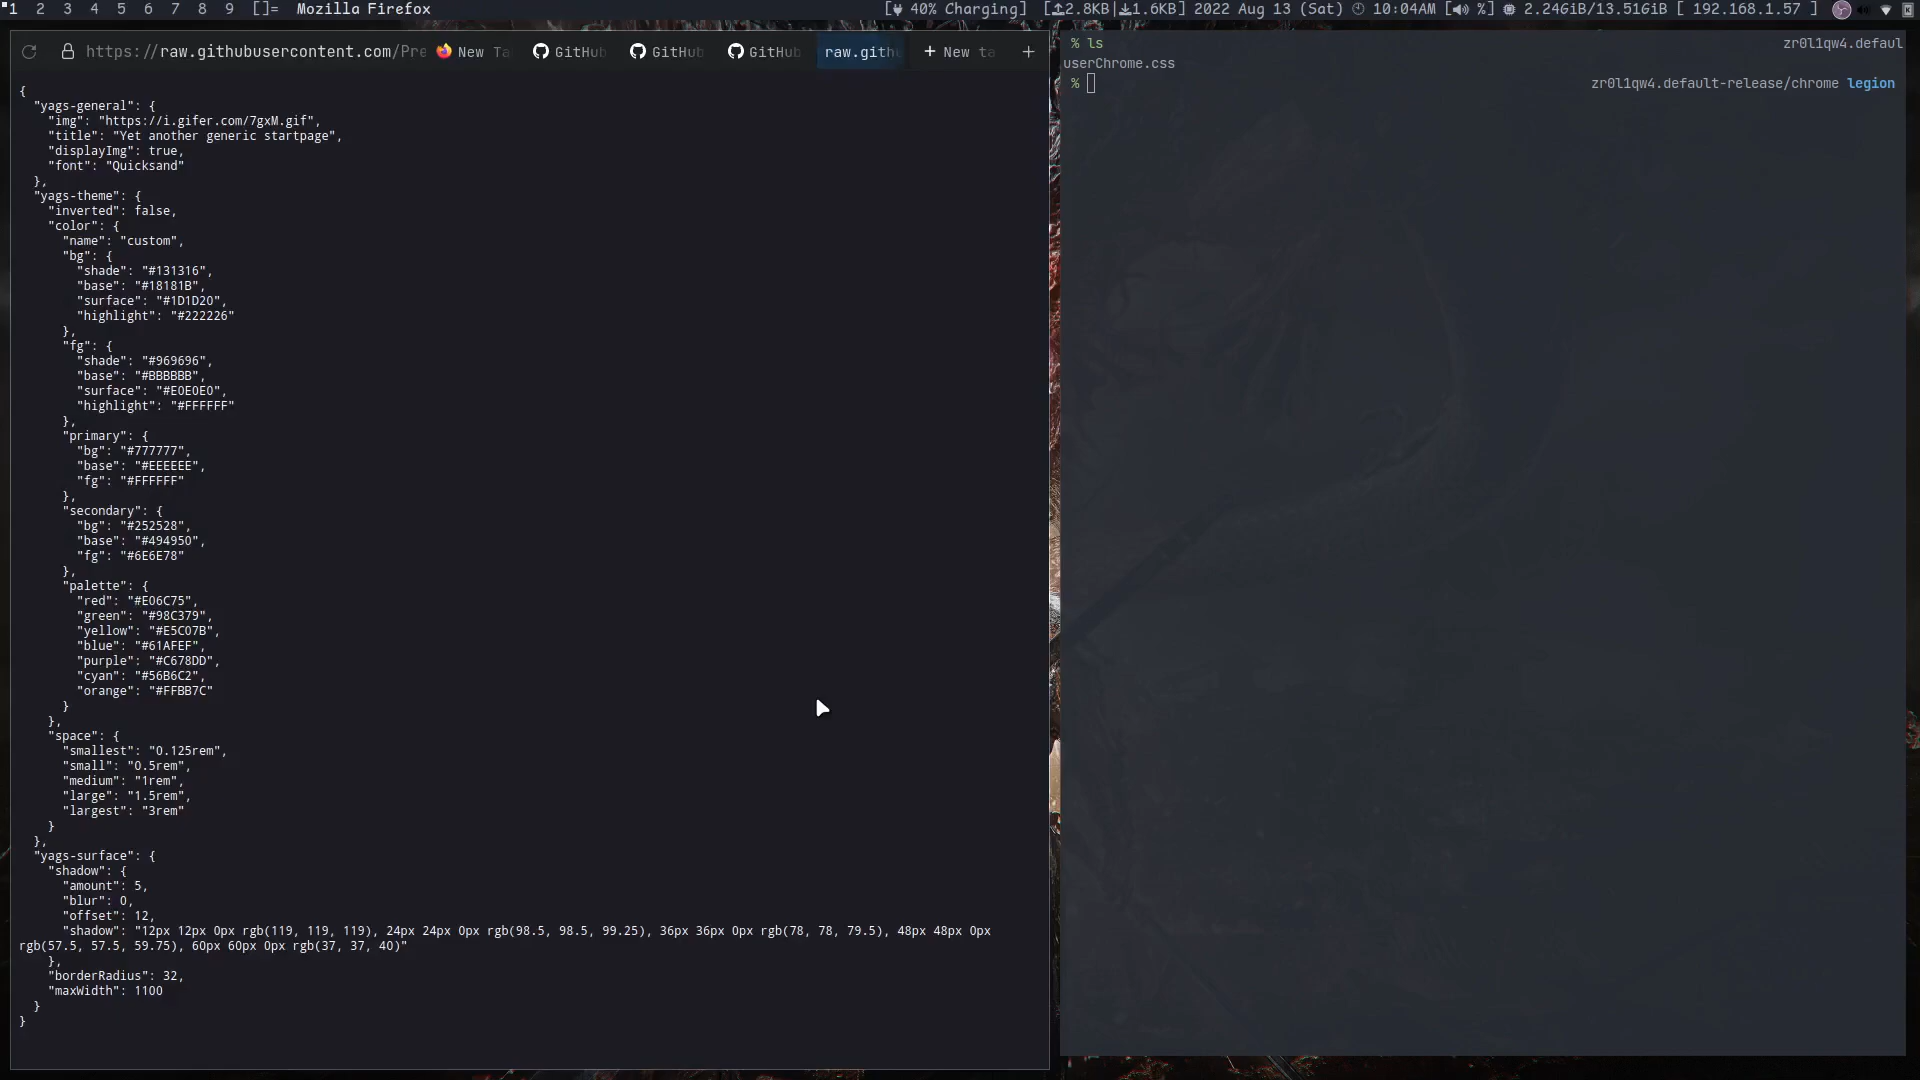 1 2 3 4 5 6 7 8 9 []= Mozilla Firefox
[ 40% Charging] [2.8KB|1.6KB] 2022 Aug 13 (Sat) 10:04AM [ %] 2.24GiB/13.51GiB [ 192.168.1.57 ]
https://raw.githubusercontent.com/Pre New Ta GitHub GitHub GitHub raw.gith + New ta +
{
"yags-general": {
"img": "https://i.gifer.com/7gxM.gif",
"title": "Yet another generic startpage",
"displayImg": true,
"font": "Quicksand"
},
"yags-theme": {
"inverted": false,
"color": {
"name": "custom",
"bg": {
"shade": "#131316",
"base": "#18181B",
"surface": "#1D1D20",
"highlight": "#222226"
},
"fg": {
"shade": "#969696",
"base": "#BBBBBB",
"surface": "#E0E0E0",
"highlight": "#FFFFFF"
},
"primary": {
"bg": "#777777",
"base": "#EEEEEE",
"fg": "#FFFFFF"
},
"secondary": {
"bg": "#252528",
"base": "#494950",
"fg": "#6E6E78"
},
"palette": {
"red": "#E06C75",
"green": "#98C379",
"yellow": "#E5C07B",
"blue": "#61AFEF",
"purple": "#C678DD",
"cyan": "#56B6C2",
"orange": "#FFBB7C"
}
},
"space": {
"smallest": "0.125rem",
"small": "0.5rem",
"medium": "1rem",
"large": "1.5rem",
"largest": "3rem"
}
},
"yags-surface": {
"shadow": {
"amount": 5,
"blur": 0,
"offset": 12,
"shadow": "12px 12px 0px rgb(119, 119, 119), 24px 24px 0px rgb(98.5, 98.5, 99.25), 36px 36px 0px rgb(78, 78, 79.5), 48px 48px 0px
rgb(57.5, 57.5, 59.75), 60px 60px 0px rgb(37, 37, 40)"
},
"borderRadius": 32,
"maxWidth": 1100
}
}
% ls zr0l1qw4.defaul
userChrome.css
% zr0l1qw4.default-release/chrome legion